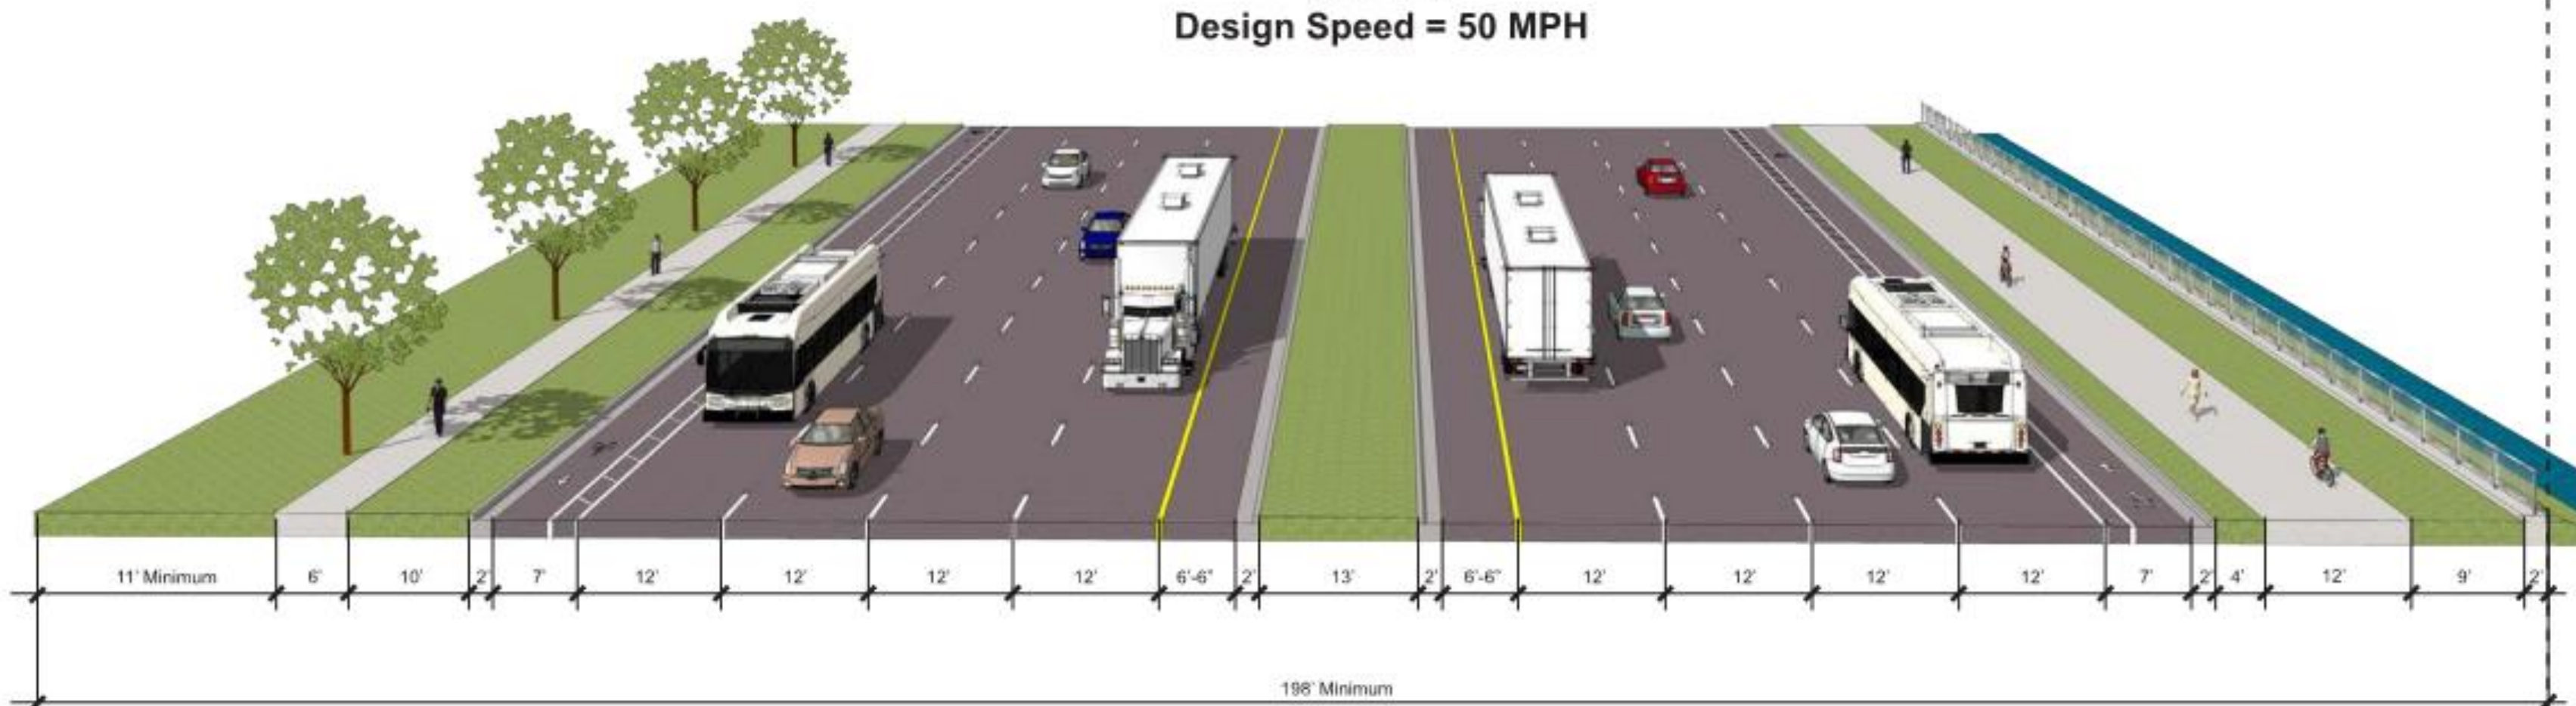 Design Speed = 50 MPH
11' Minimum 6' 10' 2' 7' 12' 12' 12' 12' 6'-6" 2' 13' 2' 6'-6" 12' 12' 12' 12' 7' 2' 4' 12' 9' 2'
198' Minimum